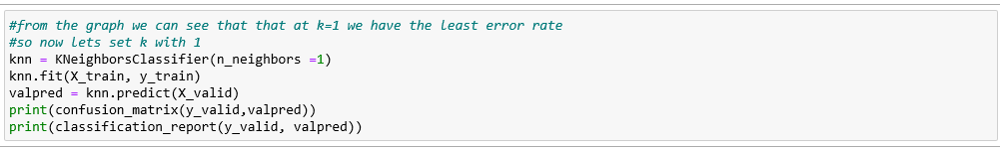 #from the graph we can see that that at k=1 we have the least error rate
#so now lets set k with 1
knn = KNeighborsClassifier(n_neighbors =1)
knn.fit(X_train, y_train)
valpred = knn.predict(X_valid)
print(confusion_matrix(y_valid,valpred))
print(classification_report(y_valid, valpred))